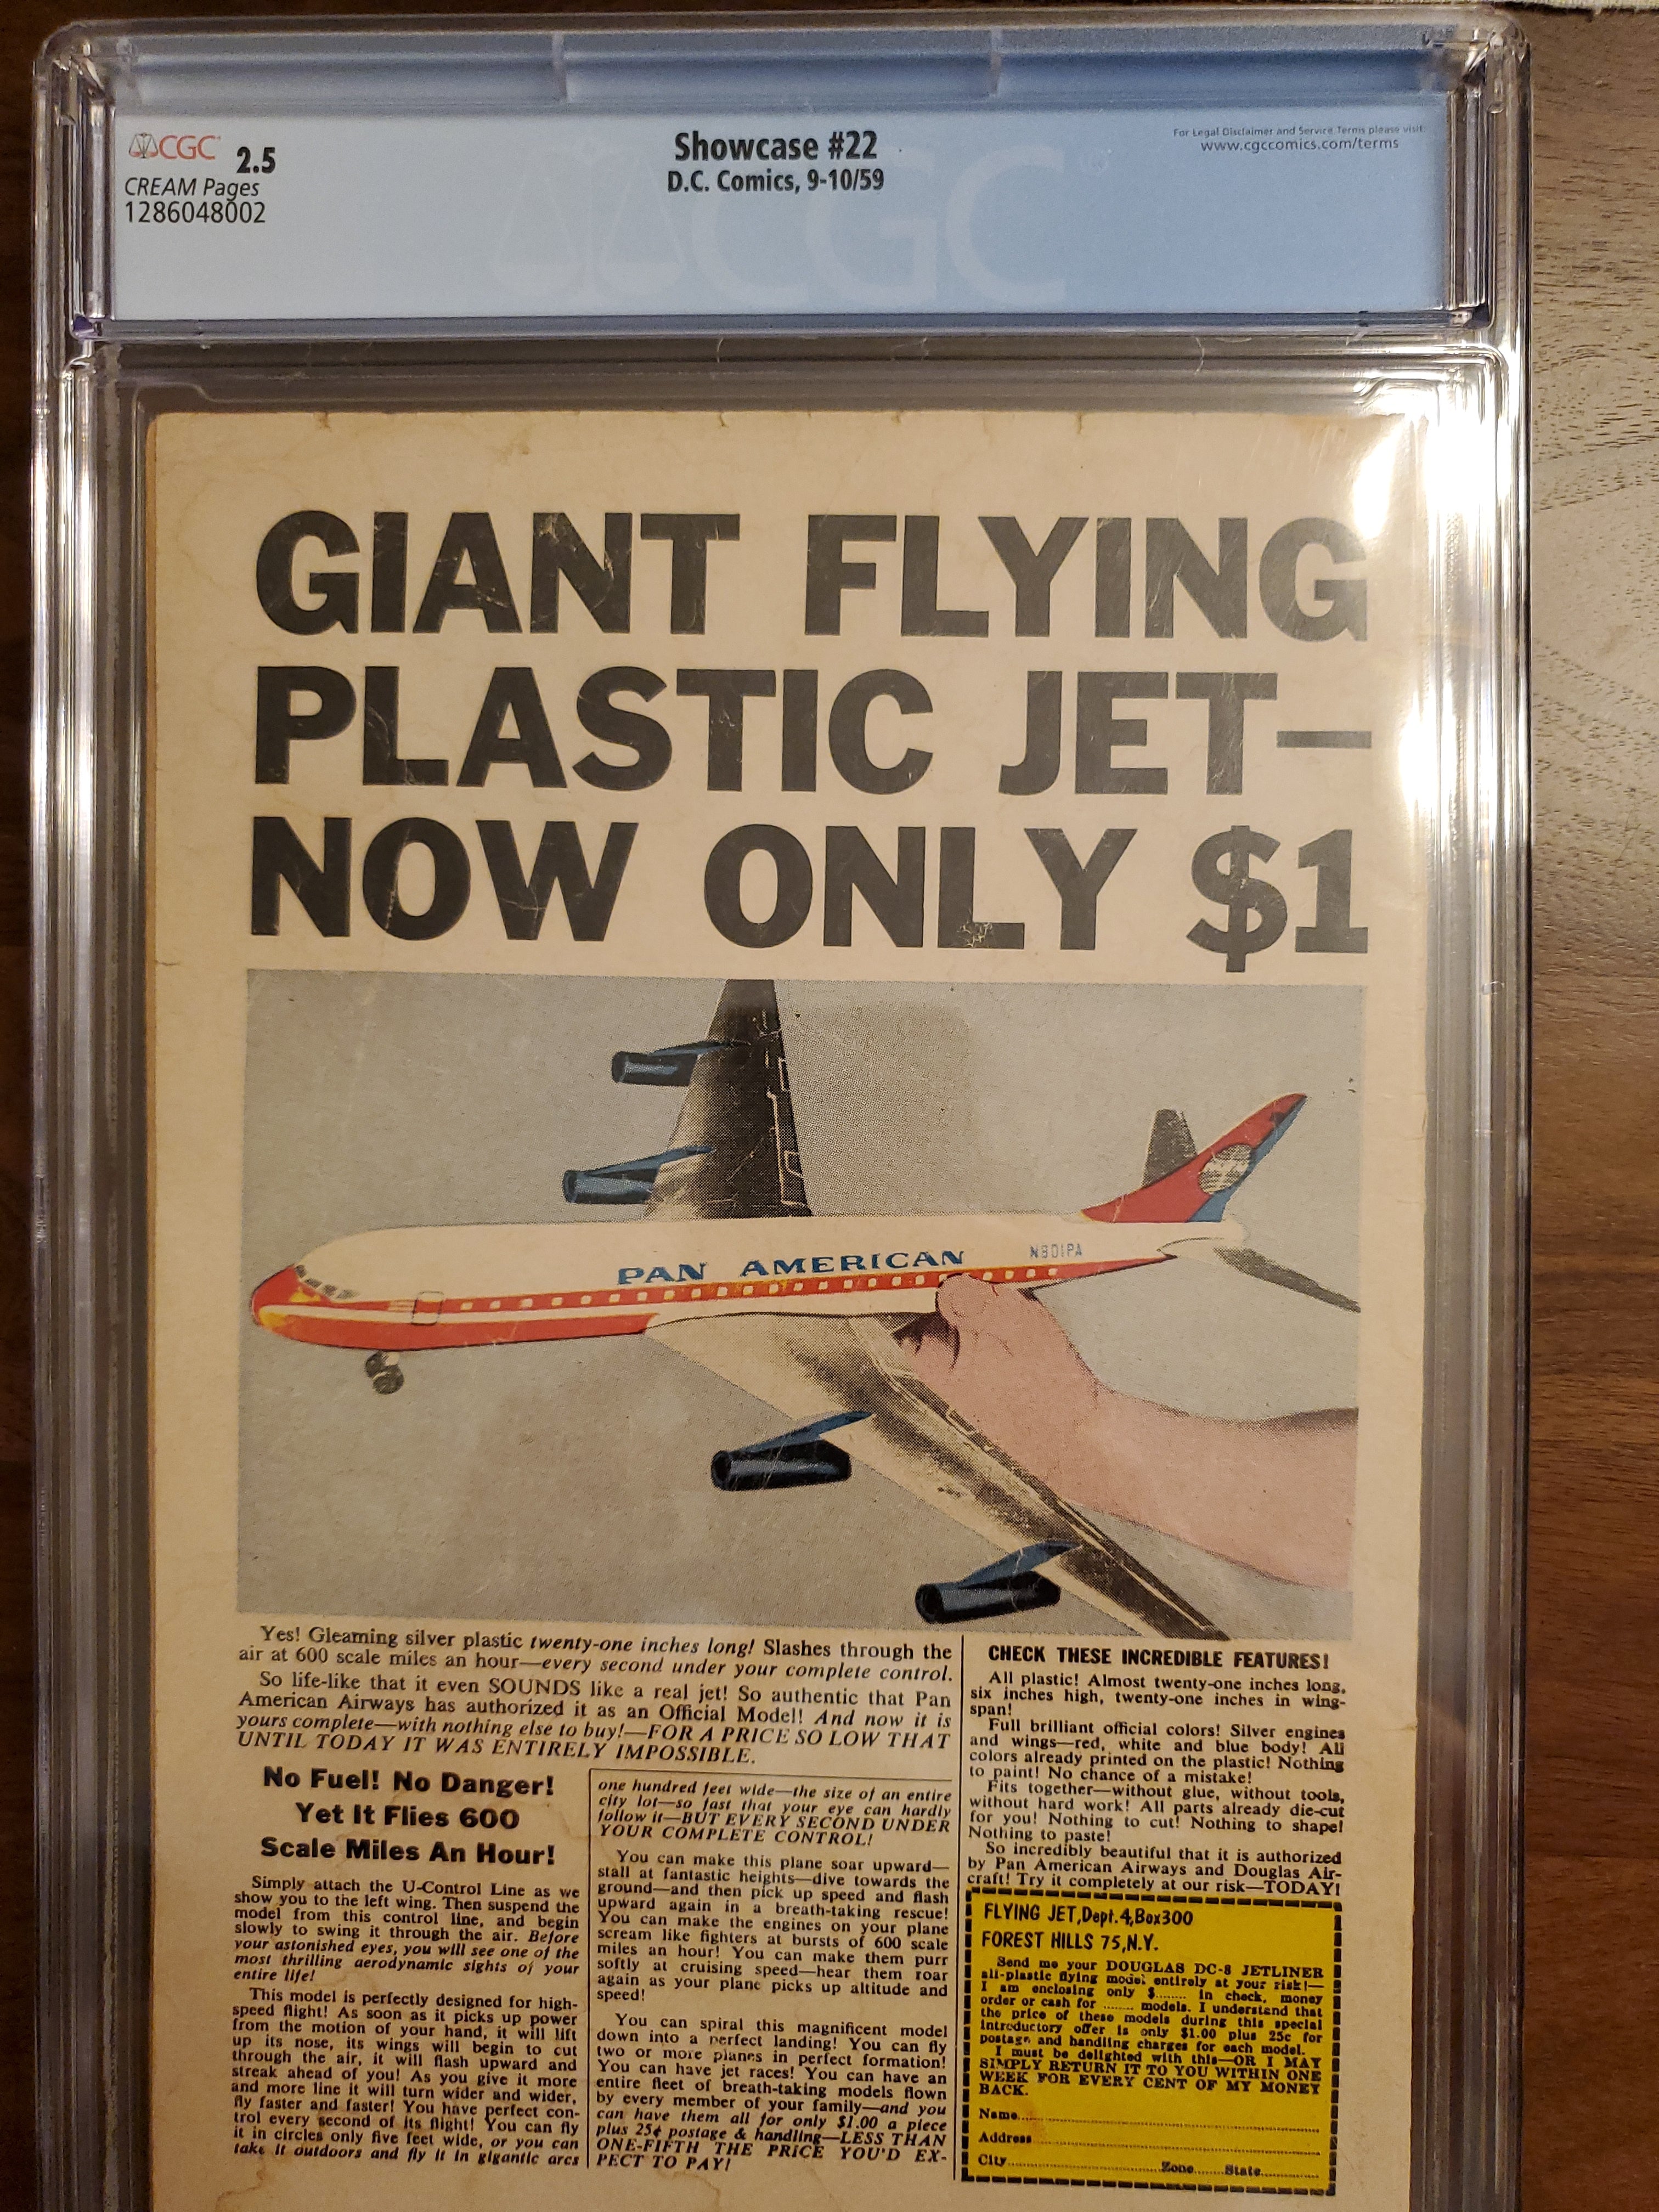 CGC 2.5
CREAM Pages
1286048002
Showcase #22
D.C. Comics, 9-10/59
For Legal Disclaimer and Service Terms please visit:
www.cgccomics.com/terms
CGC
GIANT FLYING
PLASTIC JET—
NOW ONLY $1
PAN AMERICAN
N801PA
Yes! Gleaming silver plastic twenty-one inches long! Slashes through the
air at 600 scale miles an hour—every second under your complete control.
So life-like that it even SOUNDS like a real jet! So authentic that Pan
American Airways has authorized it as an Official Model! And now it is
yours complete—with nothing else to buy!—FOR A PRICE SO LOW THAT
UNTIL TODAY IT WAS ENTIRELY IMPOSSIBLE.
No Fuel! No Danger!
Yet It Flies 600
Scale Miles An Hour!
Simply attach the U-Control Line as we
show you to the left wing. Then suspend the
model from this control line, and begin
slowly to swing it through the air. Before
your astonished eyes, you will see one of the
most thrilling aerodynamic sights of your
entire life!
This model is perfectly designed for high-
speed flight! As soon as it picks up power
from the motion of your hand, it will lift
up its nose, its wings will begin to cut
through the air, it will flash upward and
streak ahead of you! As you give it more
and more line it will turn wider and wider,
fly faster and faster! You have perfect con-
trol every second of its flight! You can fly
it in circles only five feet wide, or you can
take it outdoors and fly it in gigantic arcs
one hundred feet wide—the size of an entire
city lot—so fast that your eye can hardly
follow it—BUT EVERY SECOND UNDER
YOUR COMPLETE CONTROL!
You can make this plane soar upward—
stall at fantastic heights—dive towards the
ground—and then pick up speed and flash
upward again in a breath-taking rescue!
You can make the engines on your plane
scream like fighters at bursts of 600 scale
miles an hour! You can make them purr
softly at cruising speed—hear them roar
again as your plane picks up altitude and
speed!
You can spiral this magnificent model
down into a perfect landing! You can fly
two or more planes in perfect formation!
You can have jet races! You can have an
entire fleet of breath-taking models flown
by every member of your family—and you
can have them all for only $1.00 a piece
plus 25¢ postage & handling—LESS THAN
ONE-FIFTH THE PRICE YOU'D EX-
PECT TO PAY!
CHECK THESE INCREDIBLE FEATURES!
All plastic! Almost twenty-one inches long,
six inches high, twenty-one inches in wing-
span!
Full brilliant official colors! Silver engines
and wings—red, white and blue body! All
colors already printed on the plastic! Nothing
to paint! No chance of a mistake!
Fits together—without glue, without tools,
without hard work! All parts already die-cut
for you! Nothing to cut! Nothing to shape!
Nothing to paste!
So incredibly beautiful that it is authorized
by Pan American Airways and Douglas Air-
craft! Try it completely at our risk—TODAY!
FLYING JET,Dept.4,Box300
FOREST HILLS 75,N.Y.
Send me your DOUGLAS DC-8 JETLINER
all-plastic flying model entirely at your risk!—
I am enclosing only $........ in check, money
order or cash for ........ models. I understand that
the price of these models during this special
introductory offer is only $1.00 plus 25c for
postage and handling charges for each model.
I must be delighted with this—OR I MAY
SIMPLY RETURN IT TO YOU WITHIN ONE
WEEK FOR EVERY CENT OF MY MONEY
BACK.
Name
Address
City Zone State